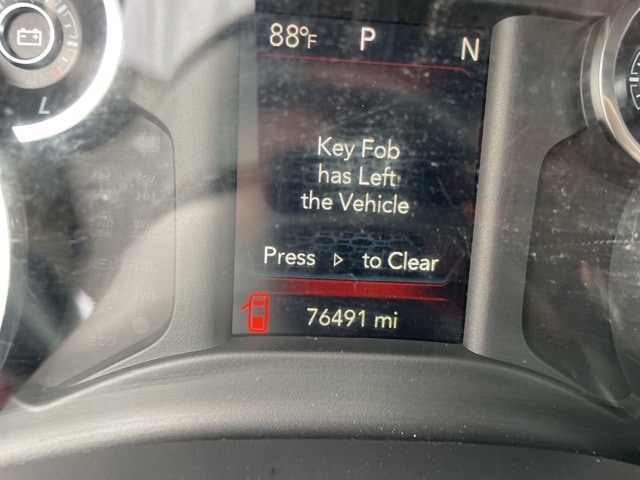 88°F P N
Key Fob
has Left
the Vehicle
Press ▷ to Clear
76491 mi
L